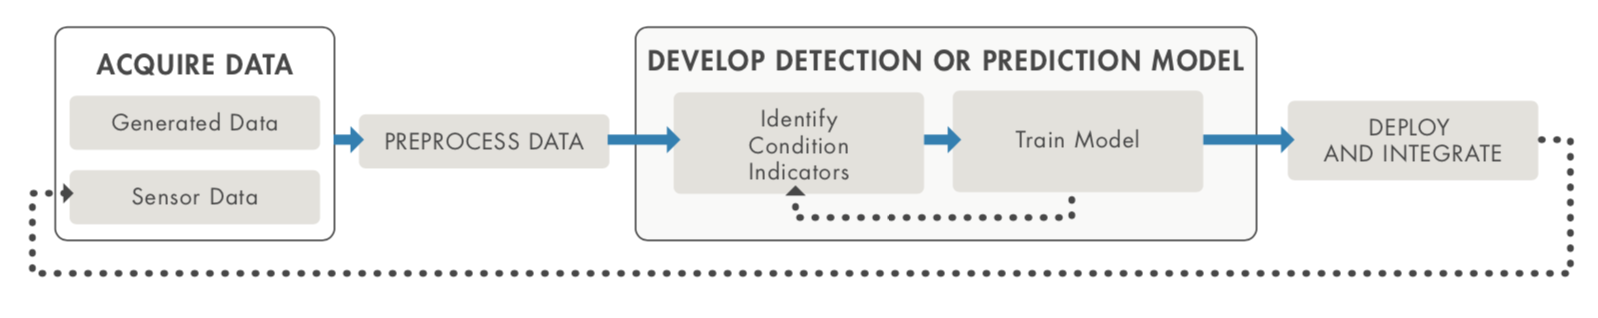 ACQUIRE DATA
Generated Data
Sensor Data
PREPROCESS DATA
DEVELOP DETECTION OR PREDICTION MODEL
Identify
Condition
Indicators
Train Model
DEPLOY
AND INTEGRATE